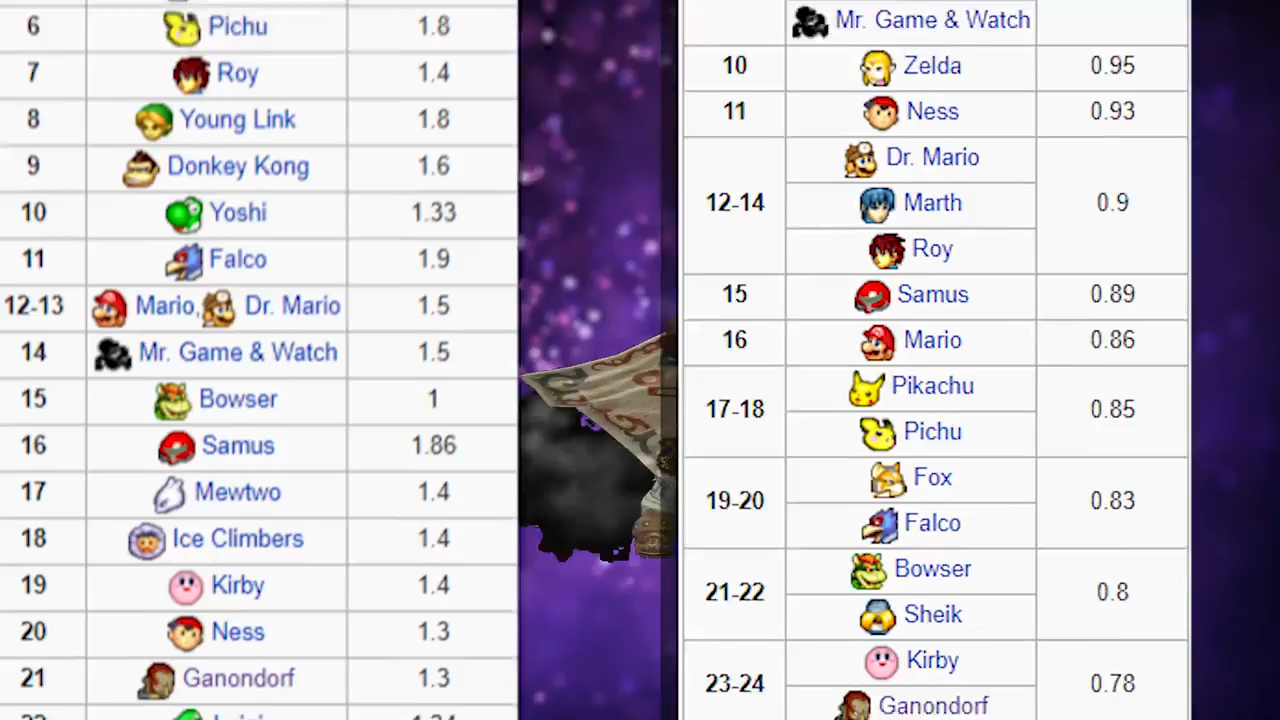 6 Pichu 1.8
7 Roy 1.4
8 Young Link 1.8
9 Donkey Kong 1.6
10 Yoshi 1.33
11 Falco 1.9
12-13 Mario, Dr. Mario 1.5
14 Mr. Game & Watch 1.5
15 Bowser 1
16 Samus 1.86
17 Mewtwo 1.4
18 Ice Climbers 1.4
19 Kirby 1.4
20 Ness 1.3
21 Ganondorf 1.3
Mr. Game & Watch
10 Zelda 0.95
11 Ness 0.93
Dr. Mario
12-14 Marth 0.9
Roy
15 Samus 0.89
16 Mario 0.86
Pikachu
17-18 0.85
Pichu
Fox
19-20 0.83
Falco
Bowser
21-22 0.8
Sheik
Kirby
23-24 0.78
Ganondorf